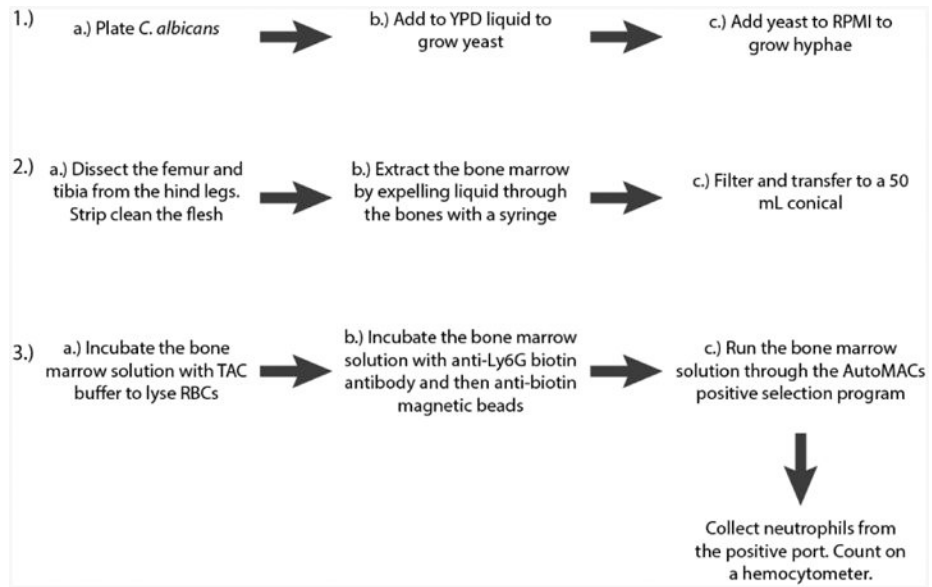 1.)
a.) Plate C. albicans
b.) Add to YPD liquid to
grow yeast
c.) Add yeast to RPMI to
grow hyphae
2.)
a.) Dissect the femur and
tibia from the hind legs.
Strip clean the flesh
b.) Extract the bone marrow
by expelling liquid through
the bones with a syringe
c.) Filter and transfer to a 50
mL conical
3.)
a.) Incubate the bone
marrow solution with TAC
buffer to lyse RBCs
b.) Incubate the bone marrow
solution with anti-Ly6G biotin
antibody and then anti-biotin
magnetic beads
c.) Run the bone marrow
solution through the AutoMACs
positive selection program
Collect neutrophils from
the positive port. Count on
a hemocytometer.